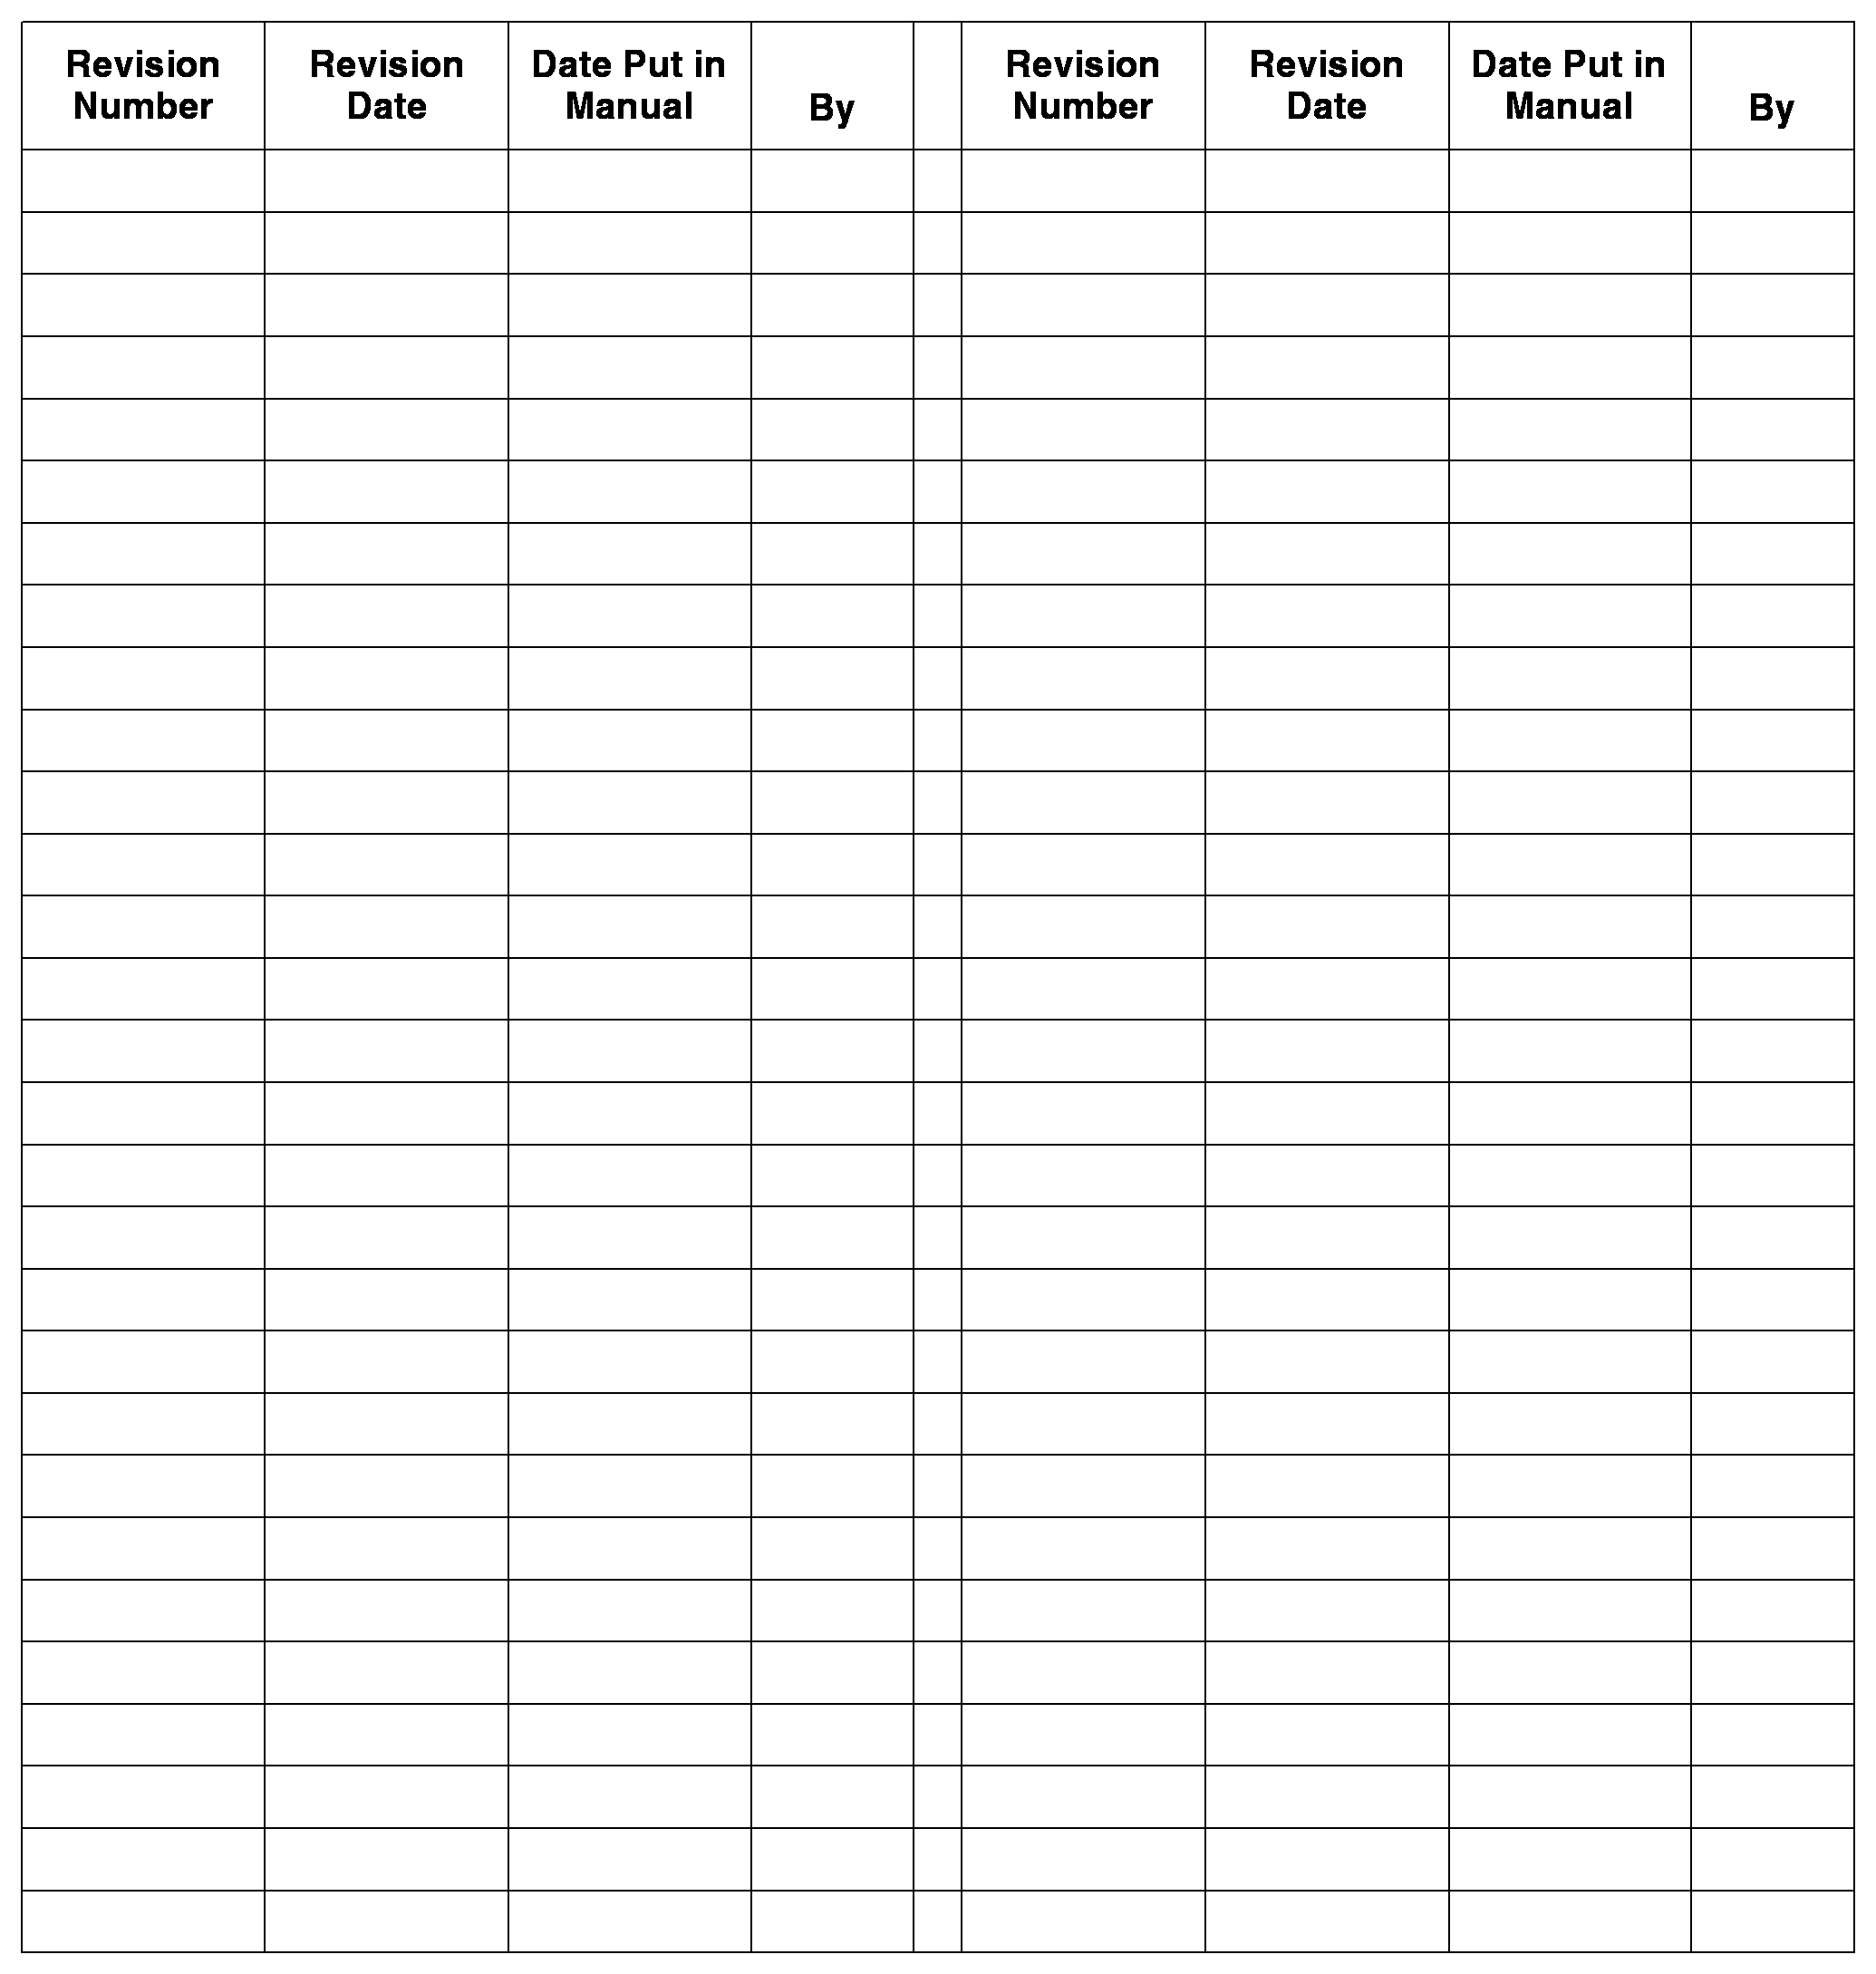 Revision Number
Revision Date
Date Put in Manual
By
Revision Number
Revision Date
Date Put in Manual
By